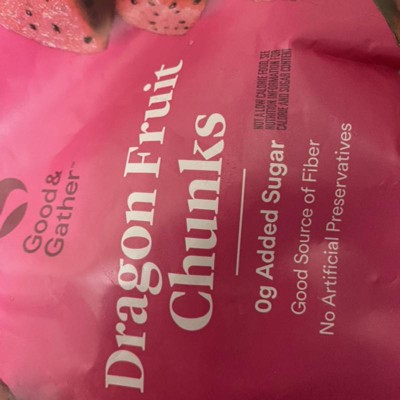 Good &
Gather™
Dragon Fruit
Chunks
0g Added Sugar
NOT A LOW CALORIE FOOD. SEE
NUTRITION INFORMATION FOR
CALORIE AND SUGAR CONTENT.
Good Source of Fiber
No Artificial Preservatives